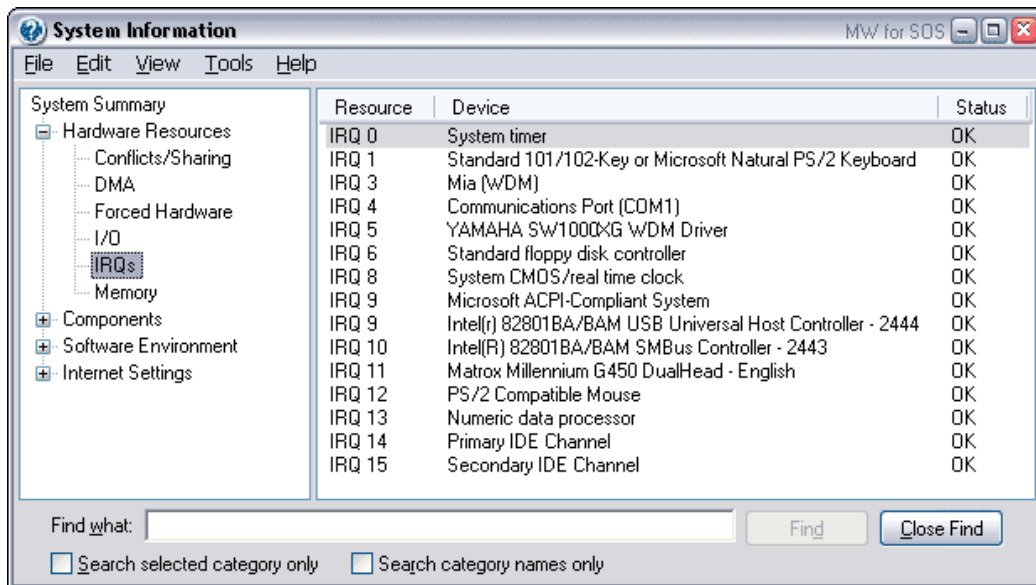 System Information MW for SOS
File Edit View Tools Help
System Summary
Hardware Resources
Conflicts/Sharing
DMA
Forced Hardware
I/O
IRQs
Memory
Components
Software Environment
Internet Settings
Resource Device Status
IRQ 0 System timer OK
IRQ 1 Standard 101/102-Key or Microsoft Natural PS/2 Keyboard OK
IRQ 3 Mia (WDM) OK
IRQ 4 Communications Port (COM1) OK
IRQ 5 YAMAHA SW1000XG WDM Driver OK
IRQ 6 Standard floppy disk controller OK
IRQ 8 System CMOS/real time clock OK
IRQ 9 Microsoft ACPI-Compliant System OK
IRQ 9 Intel(r) 82801BA/BAM USB Universal Host Controller - 2444 OK
IRQ 10 Intel(R) 82801BA/BAM SMBus Controller - 2443 OK
IRQ 11 Matrox Millennium G450 DualHead - English OK
IRQ 12 PS/2 Compatible Mouse OK
IRQ 13 Numeric data processor OK
IRQ 14 Primary IDE Channel OK
IRQ 15 Secondary IDE Channel OK
Find what: Find Close Find
Search selected category only Search category names only